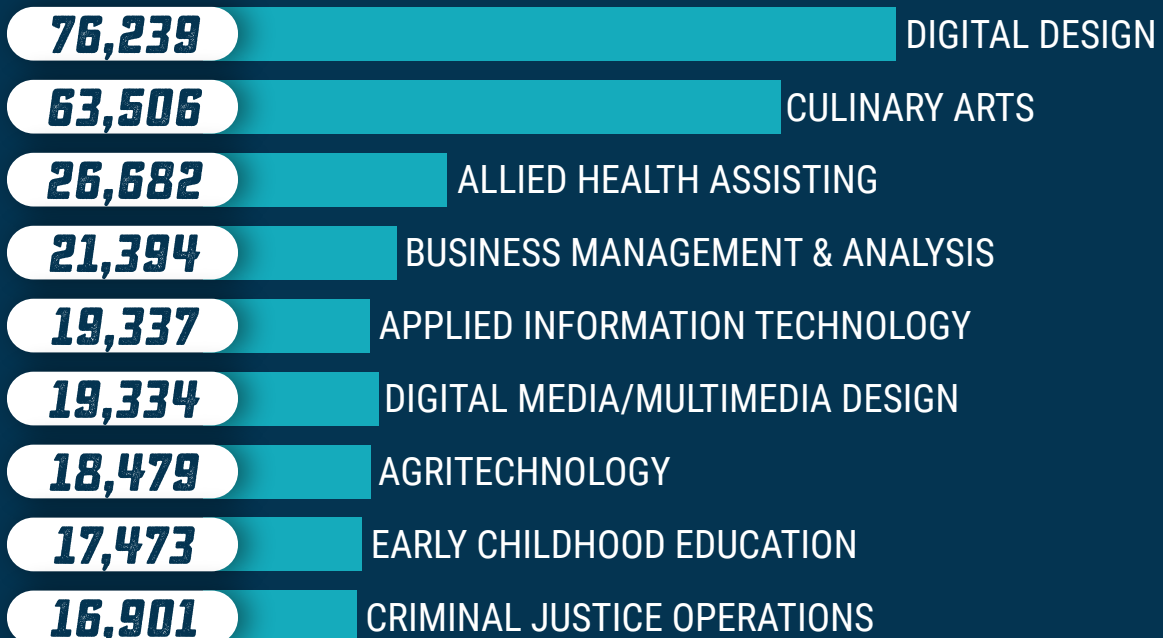 76,239 DIGITAL DESIGN
63,506 CULINARY ARTS
26,682 ALLIED HEALTH ASSISTING
21,394 BUSINESS MANAGEMENT & ANALYSIS
19,337 APPLIED INFORMATION TECHNOLOGY
19,334 DIGITAL MEDIA/MULTIMEDIA DESIGN
18,479 AGRITECHNOLOGY
17,473 EARLY CHILDHOOD EDUCATION
16,901 CRIMINAL JUSTICE OPERATIONS